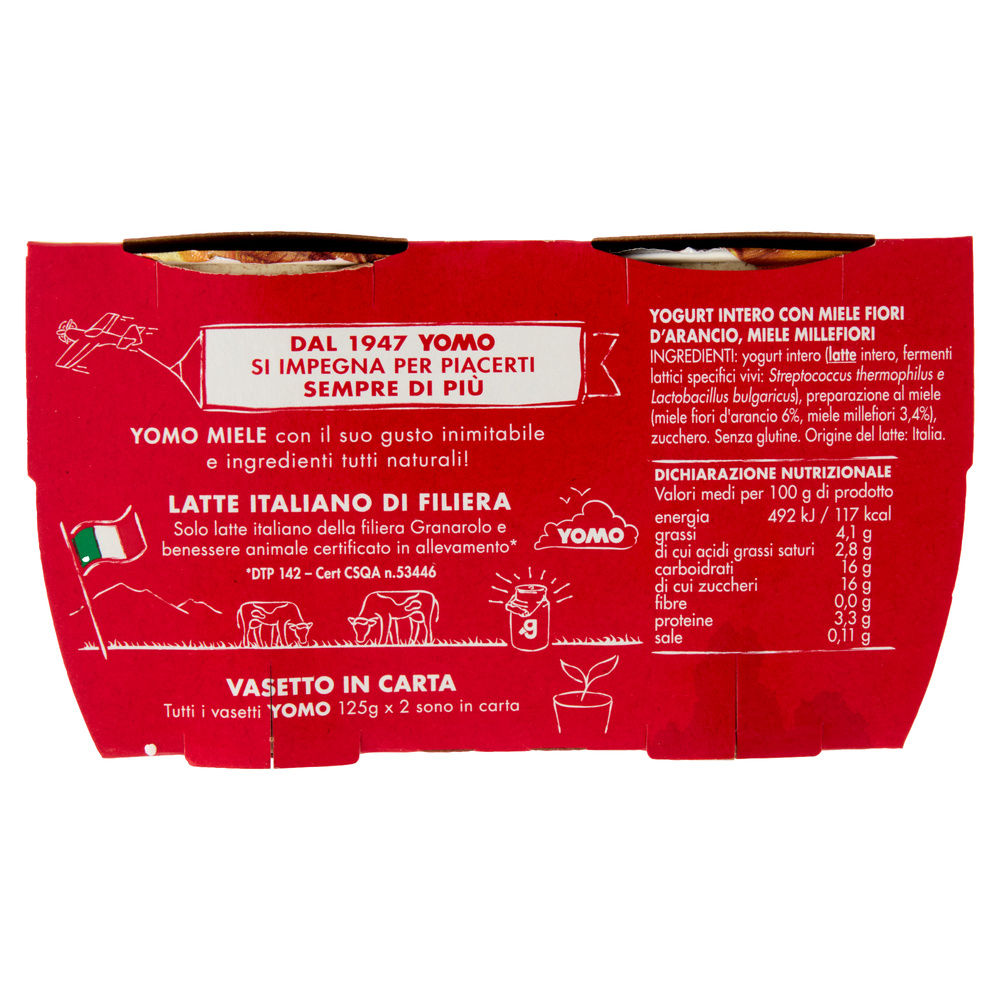 DAL 1947 YOMO
SI IMPEGNA PER PIACERTI
SEMPRE DI PIÙ
YOMO MIELE con il suo gusto inimitabile
e ingredienti tutti naturali!
LATTE ITALIANO DI FILIERA
Solo latte italiano della filiera Granarolo e
benessere animale certificato in allevamento*
*DTP 142 – Cert CSQA n.53446
YOMO
g
VASETTO IN CARTA
Tutti i vasetti YOMO 125g x 2 sono in carta
YOGURT INTERO CON MIELE FIORI
D'ARANCIO, MIELE MILLEFIORI
INGREDIENTI: yogurt intero (latte intero, fermenti
lattici specifici vivi: Streptococcus thermophilus e
Lactobacillus bulgaricus), preparazione al miele
(miele fiori d'arancio 6%, miele millefiori 3,4%),
zucchero. Senza glutine. Origine del latte: Italia.
DICHIARAZIONE NUTRIZIONALE
Valori medi per 100 g di prodotto
energia 492 kJ / 117 kcal
grassi 4,1 g
di cui acidi grassi saturi 2,8 g
carboidrati 16 g
di cui zuccheri 16 g
fibre 0,0 g
proteine 3,3 g
sale 0,11 g